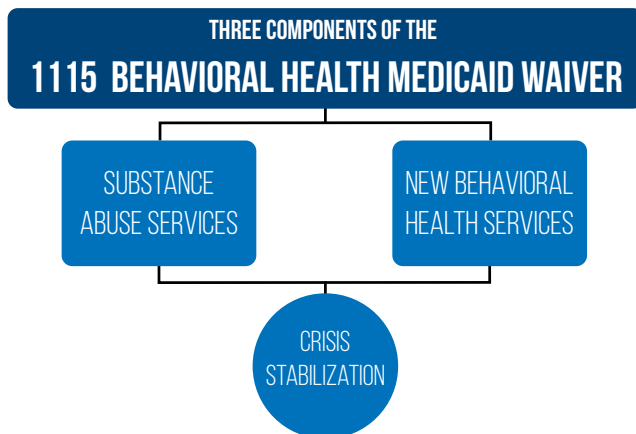 THREE COMPONENTS OF THE
1115 BEHAVIORAL HEALTH MEDICAID WAIVER
SUBSTANCE
ABUSE SERVICES
NEW BEHAVIORAL
HEALTH SERVICES
CRISIS
STABILIZATION